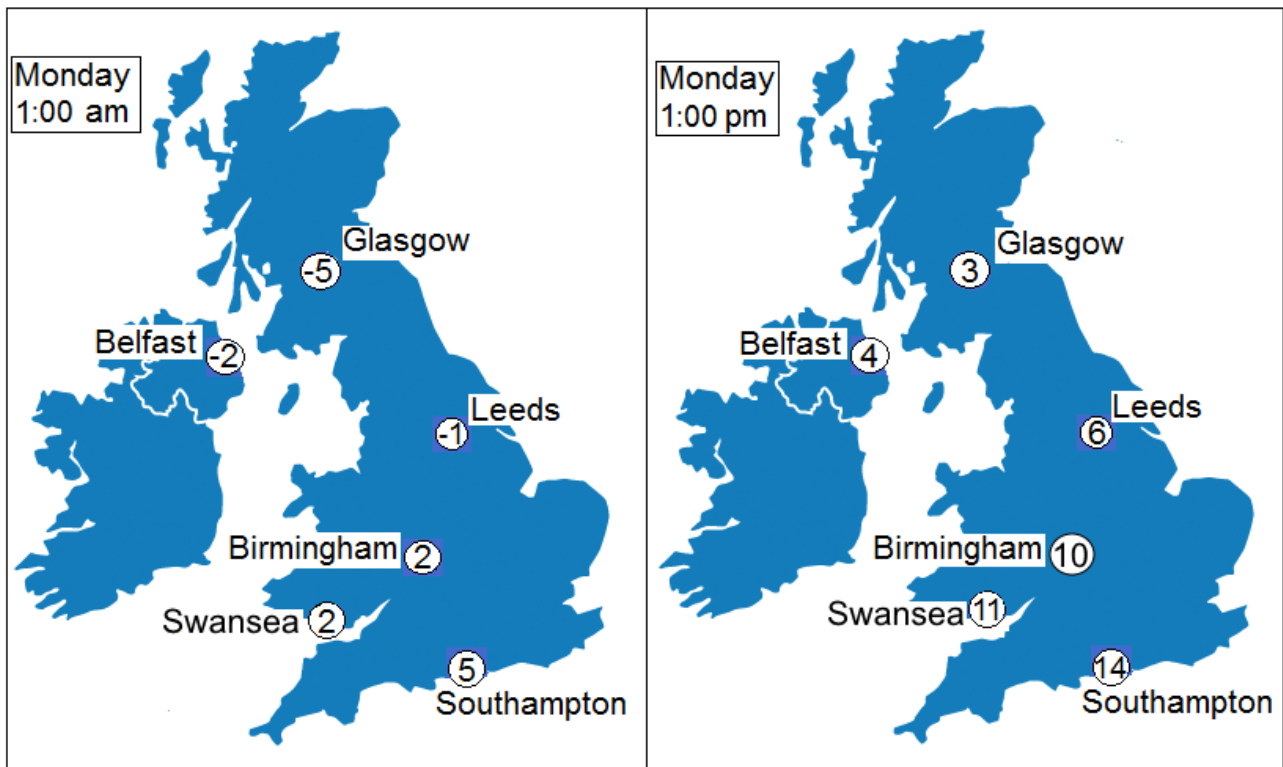 Monday
1:00 am
Glasgow
-5
Belfast
-2
Leeds
-1
Birmingham
2
Swansea
2
5
Southampton
Monday
1:00 pm
Glasgow
3
Belfast
4
Leeds
6
Birmingham
10
Swansea
11
14
Southampton